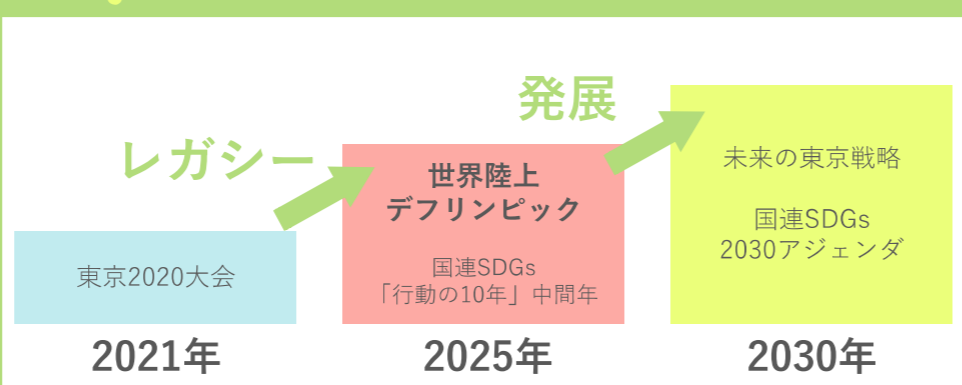 発展
レガシー
東京2020大会
2021年
世界陸上
デフリンピック
国連SDGs
「行動の10年」中間年
2025年
未来の東京戦略
国連SDGs
2030アジェンダ
2030年